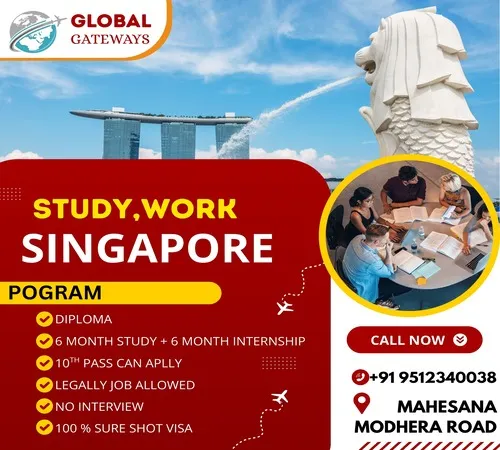 GLOBAL
GATEWAYS
STUDY,WORK
SINGAPORE
POGRAM
DIPLOMA
6 MONTH STUDY + 6 MONTH INTERNSHIP
10TH PASS CAN APLLY
LEGALLY JOB ALLOWED
NO INTERVIEW
100 % SURE SHOT VISA
CALL NOW
+91 9512340038
MAHESANA
MODHERA ROAD